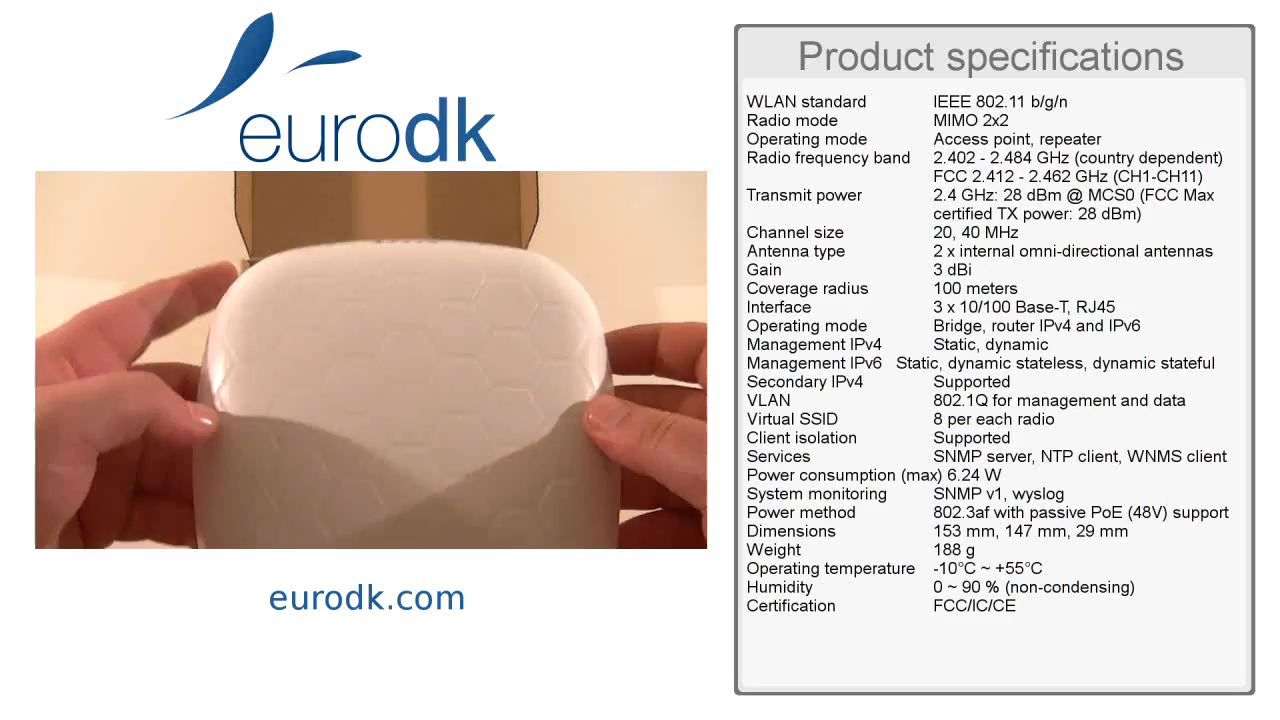 eurodk
eurodk.com
Product specifications
WLAN standard IEEE 802.11 b/g/n
Radio mode MIMO 2x2
Operating mode Access point, repeater
Radio frequency band 2.402 - 2.484 GHz (country dependent)
FCC 2.412 - 2.462 GHz (CH1-CH11)
Transmit power 2.4 GHz: 28 dBm @ MCS0 (FCC Max
certified TX power: 28 dBm)
Channel size 20, 40 MHz
Antenna type 2 x internal omni-directional antennas
Gain 3 dBi
Coverage radius 100 meters
Interface 3 x 10/100 Base-T, RJ45
Operating mode Bridge, router IPv4 and IPv6
Management IPv4 Static, dynamic
Management IPv6 Static, dynamic stateless, dynamic stateful
Secondary IPv4 Supported
VLAN 802.1Q for management and data
Virtual SSID 8 per each radio
Client isolation Supported
Services SNMP server, NTP client, WNMS client
Power consumption (max) 6.24 W
System monitoring SNMP v1, wyslog
Power method 802.3af with passive PoE (48V) support
Dimensions 153 mm, 147 mm, 29 mm
Weight 188 g
Operating temperature -10°C ~ +55°C
Humidity 0 ~ 90 % (non-condensing)
Certification FCC/IC/CE